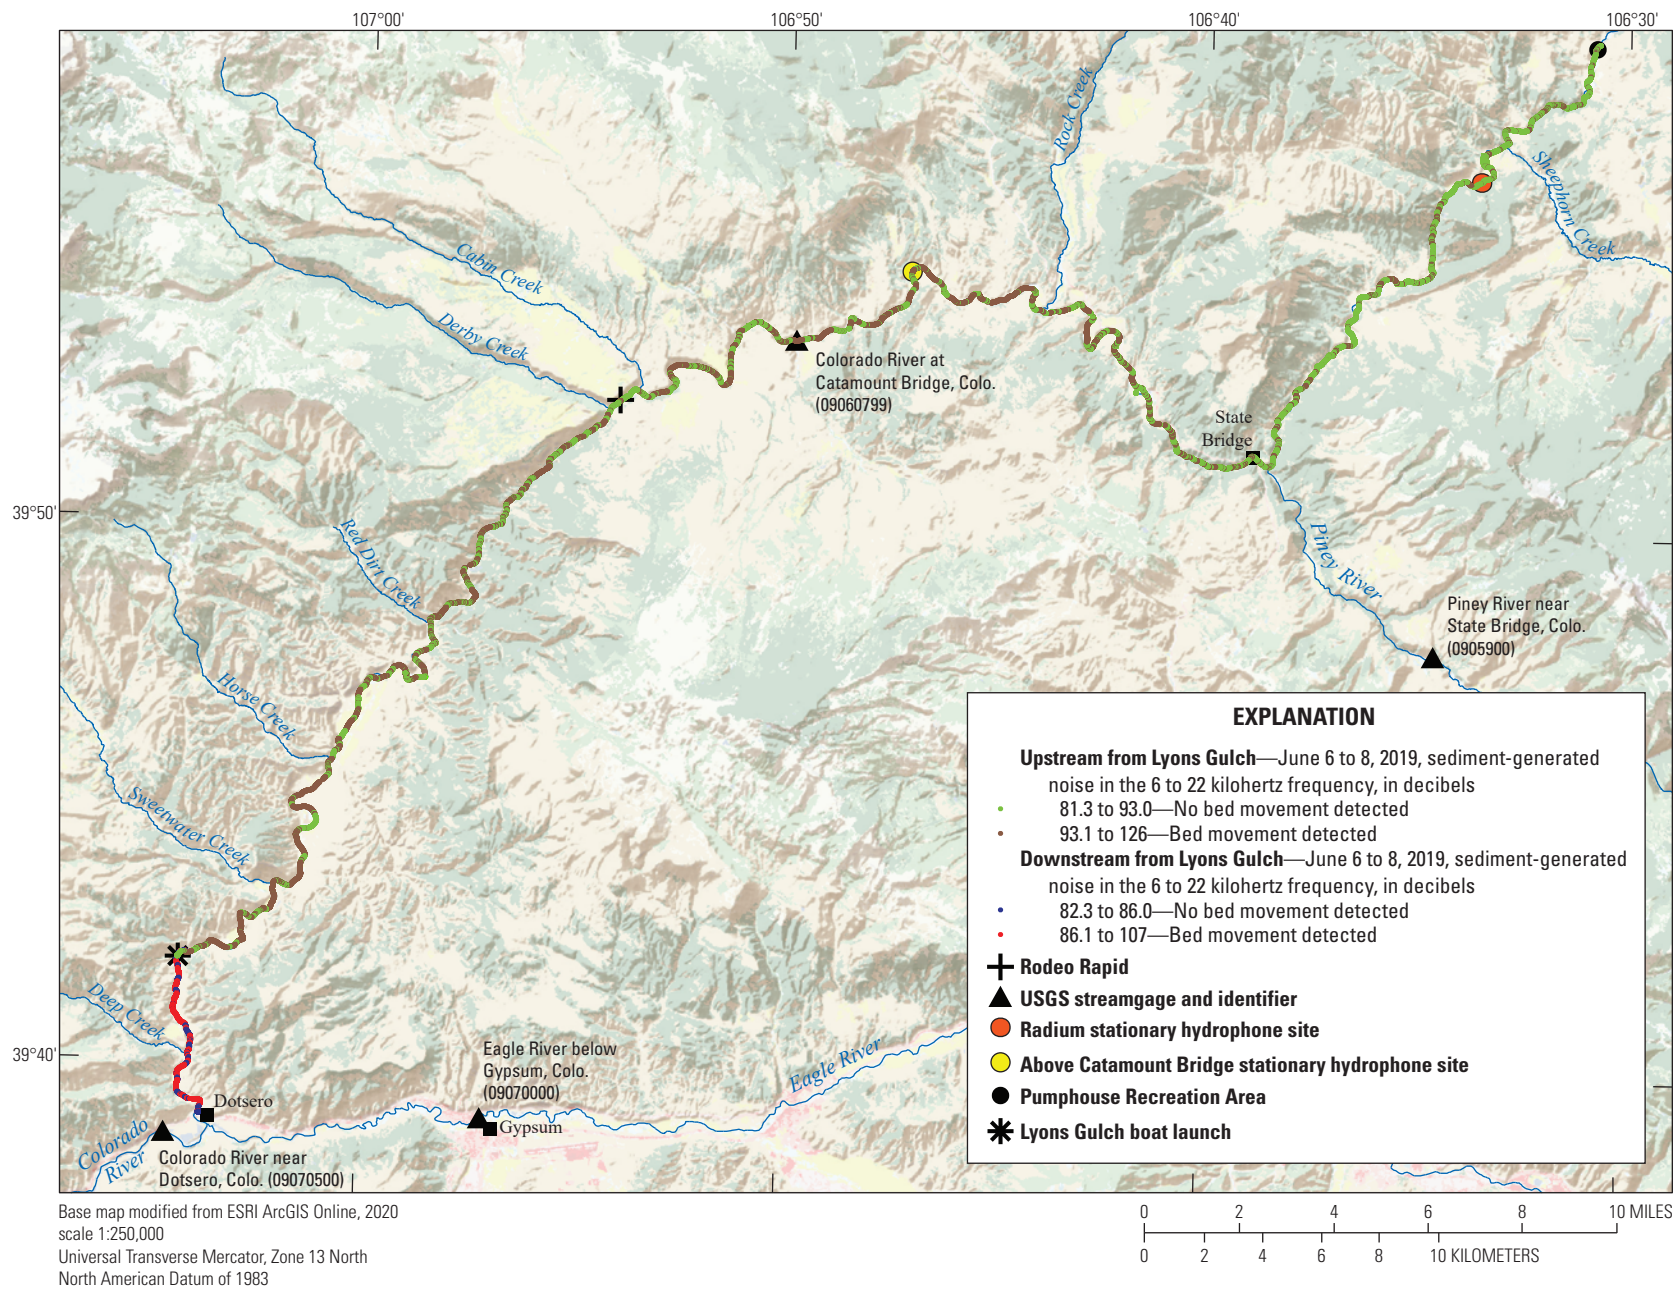 107°00'
106°50'
106°40'
106°30'
Rock Creek
Sheephorn Creek
Cabin Creek
Derby Creek
Colorado River at
Catamount Bridge, Colo.
(09060799)
State
Bridge
39°50'
Red Dirt Creek
Piney River
Piney River near
State Bridge, Colo.
(0905900)
Horse Creek
Sweetwater Creek
Deep Creek
39°40'
Eagle River below
Gypsum, Colo.
(09070000)
Eagle River
Dotsero
Gypsum
Colorado
River
Colorado River near
Dotsero, Colo. (09070500)
EXPLANATION
Upstream from Lyons Gulch—June 6 to 8, 2019, sediment-generated
noise in the 6 to 22 kilohertz frequency, in decibels
81.3 to 93.0—No bed movement detected
93.1 to 126—Bed movement detected
Downstream from Lyons Gulch—June 6 to 8, 2019, sediment-generated
noise in the 6 to 22 kilohertz frequency, in decibels
82.3 to 86.0—No bed movement detected
86.1 to 107—Bed movement detected
Rodeo Rapid
USGS streamgage and identifier
Radium stationary hydrophone site
Above Catamount Bridge stationary hydrophone site
Pumphouse Recreation Area
Lyons Gulch boat launch
Base map modified from ESRI ArcGIS Online, 2020
scale 1:250,000
Universal Transverse Mercator, Zone 13 North
North American Datum of 1983
0 2 4 6 8 10 MILES
0 2 4 6 8 10 KILOMETERS